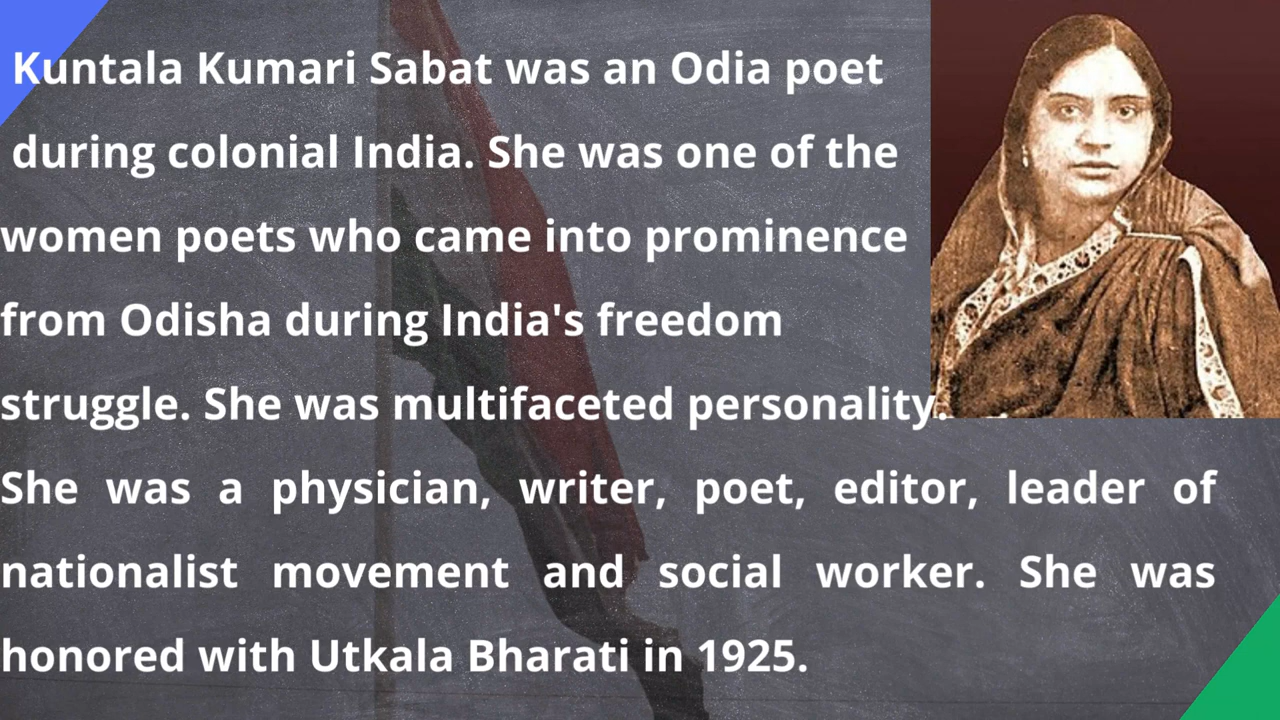 Kuntala Kumari Sabat was an Odia poet
during colonial India. She was one of the
women poets who came into prominence
from Odisha during India's freedom
struggle. She was multifaceted personality.
She was a physician, writer, poet, editor, leader of
nationalist movement and social worker. She was
honored with Utkala Bharati in 1925.